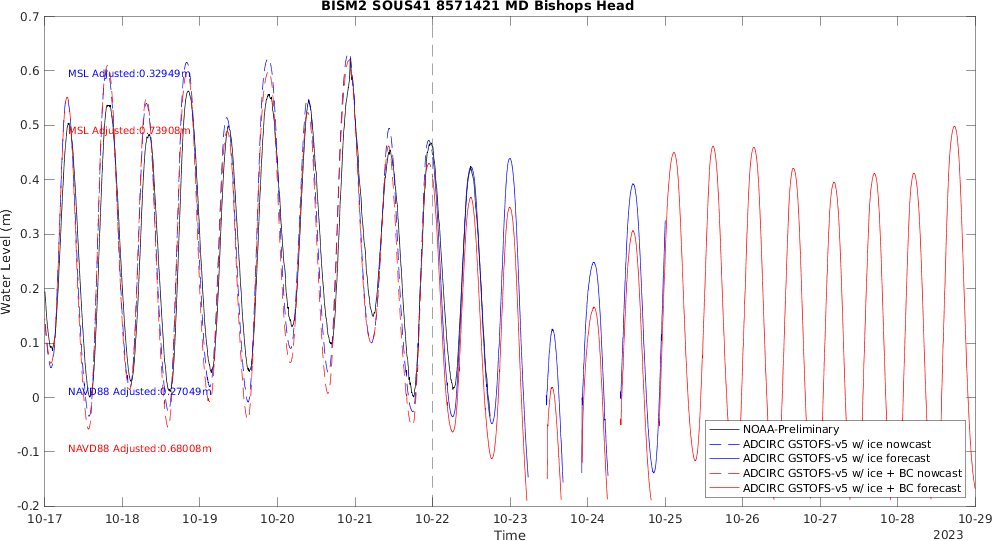 BISM2 SOUS41 8571421 MD Bishops Head
0.7
0.6
0.5
0.4
0.3
0.2
0.1
0
-0.1
-0.2
Water Level (m)
MSL Adjusted:0.32949m
MSL Adjusted:0.73908m
NAVD88 Adjusted:0.27049m
NAVD88 Adjusted:0.68008m
NOAA-Preliminary
ADCIRC GSTOFS-v5 w/ ice nowcast
ADCIRC GSTOFS-v5 w/ ice forecast
ADCIRC GSTOFS-v5 w/ ice + BC nowcast
ADCIRC GSTOFS-v5 w/ ice + BC forecast
10-17 10-18 10-19 10-20 10-21 10-22 10-23 10-24 10-25 10-26 10-27 10-28 10-29
Time
2023